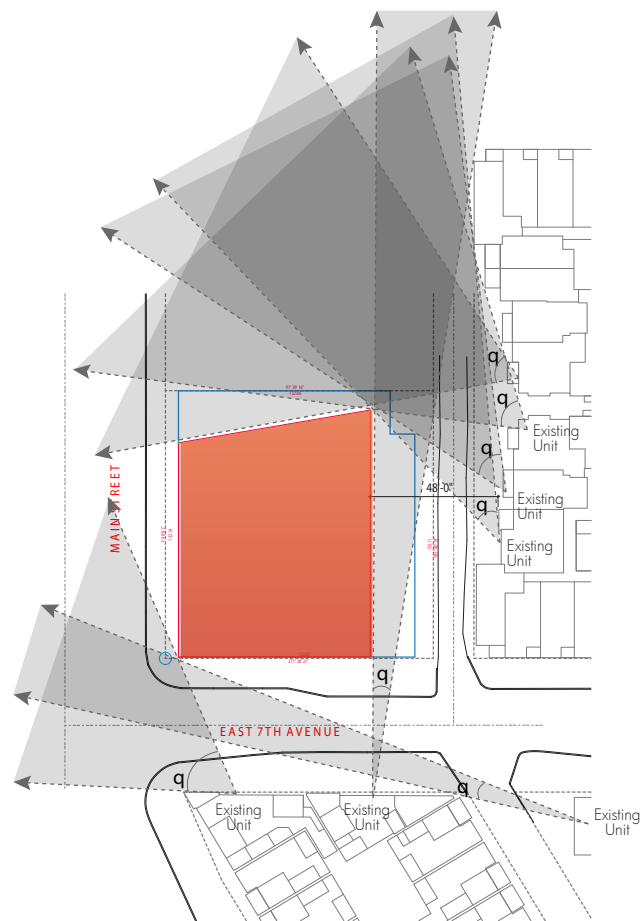 q
q
Existing
Unit
q
48'-0"
MAIN STREET
q
Existing
Unit
Existing
Unit
q
EAST 7TH AVENUE
q
q
Existing
Unit
Existing
Unit
Existing
Unit